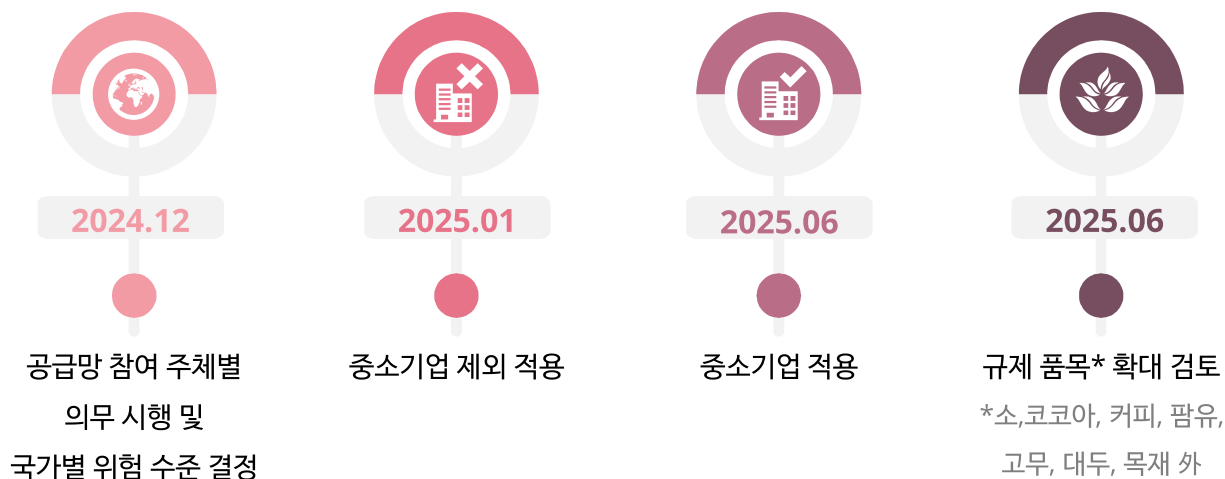 2024.12
공급망 참여 주체별
의무 시행 및
국가별 위험 수준 결정
2025.01
중소기업 제외 적용
2025.06
중소기업 적용
2025.06
규제 품목* 확대 검토
*소,코코아, 커피, 팜유,
고무, 대두, 목재 外